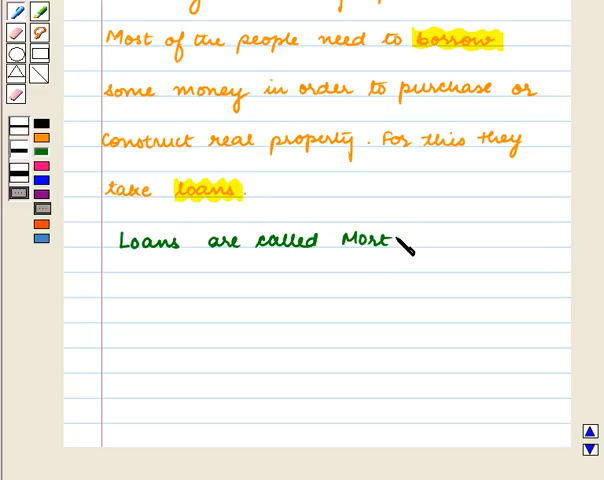 Most of the people need to borrow
some money in order to purchase or
construct real property. For this they
take loans.
Loans are called Mort